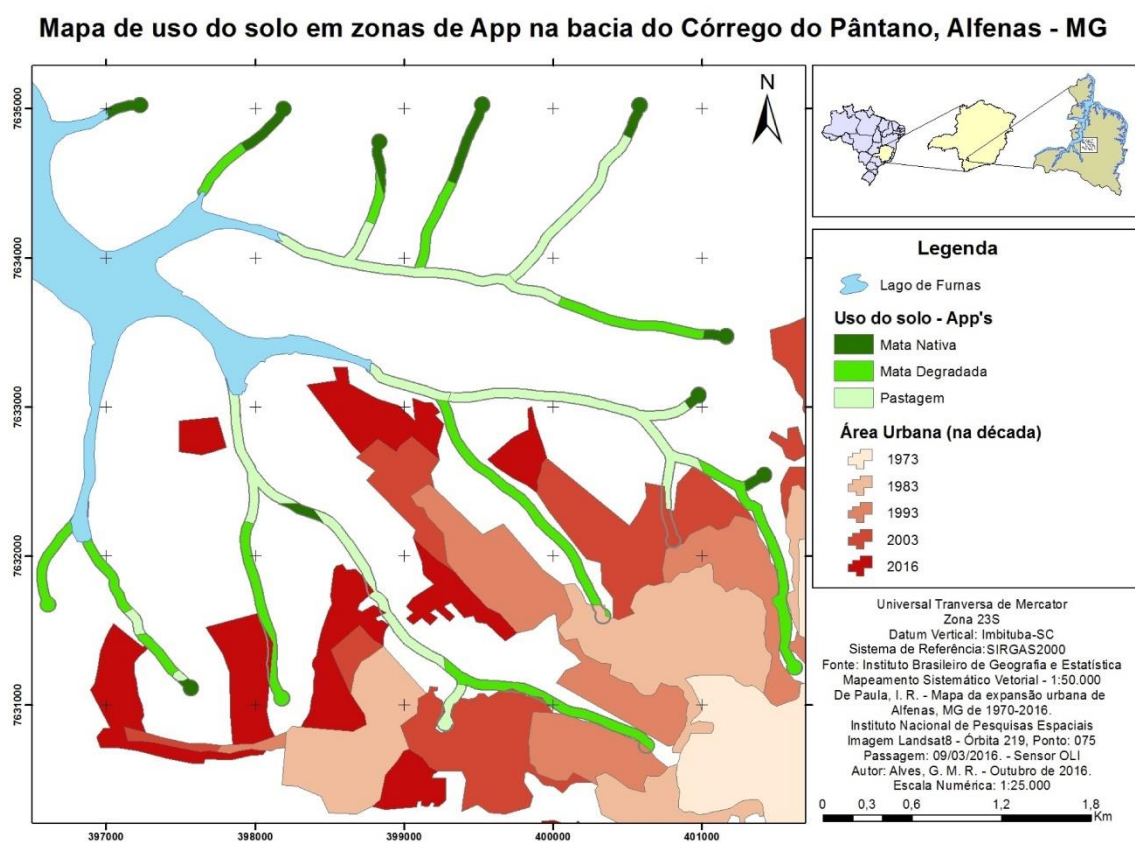 Mapa de uso do solo em zonas de App na bacia do Córrego do Pântano, Alfenas - MG
7635000
7634000
7633000
7632000
7631000
397000
398000
399000
400000
401000
N
Legenda
Lago de Furnas
Uso do solo - App's
Mata Nativa
Mata Degradada
Pastagem
Área Urbana (na década)
1973
1983
1993
2003
2016
Universal Tranversa de Mercator
Zona 23S
Datum Vertical: Imbituba-SC
Sistema de Referência:SIRGAS2000
Fonte: Instituto Brasileiro de Geografia e Estatística
Mapeamento Sistemático Vetorial - 1:50.000
De Paula, I. R. - Mapa da expansão urbana de
Alfenas, MG de 1970-2016.
Instituto Nacional de Pesquisas Espaciais
Imagem Landsat8 - Órbita 219, Ponto: 075
Passagem: 09/03/2016. - Sensor OLI
Autor: Alves, G. M. R. - Outubro de 2016.
Escala Numérica: 1:25.000
0 0,3 0,6 1,2 1,8
Km